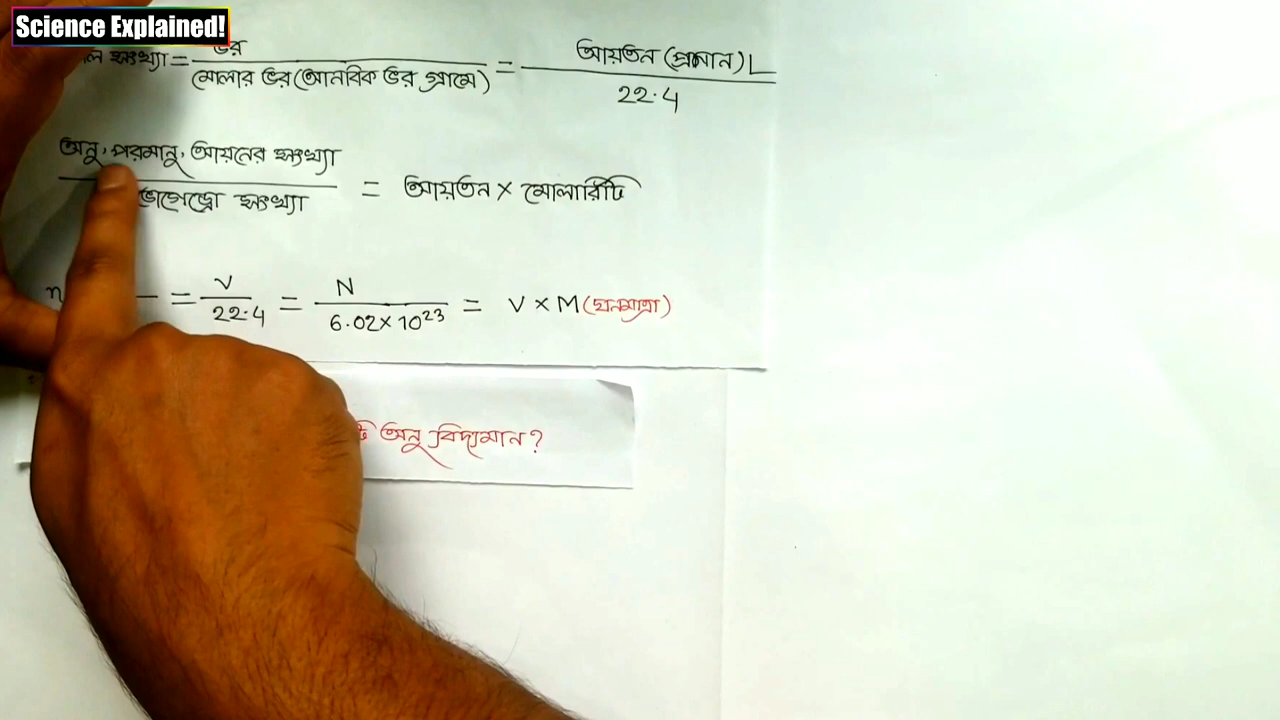 Science Explained!
সংখ্যা = ভর / মোলার ভর (আনবিক ভর গ্রামে) = আয়তন (প্রমান) L / 22.4
অনু, পরমানু, আয়নের সংখ্যা / সংখ্যা = আয়তন × মোলারিটি
n = V / 22.4 = N / 6.02 × 10²³ = V × M (ঘনমাত্রা)
অনু বিদ্যমান?